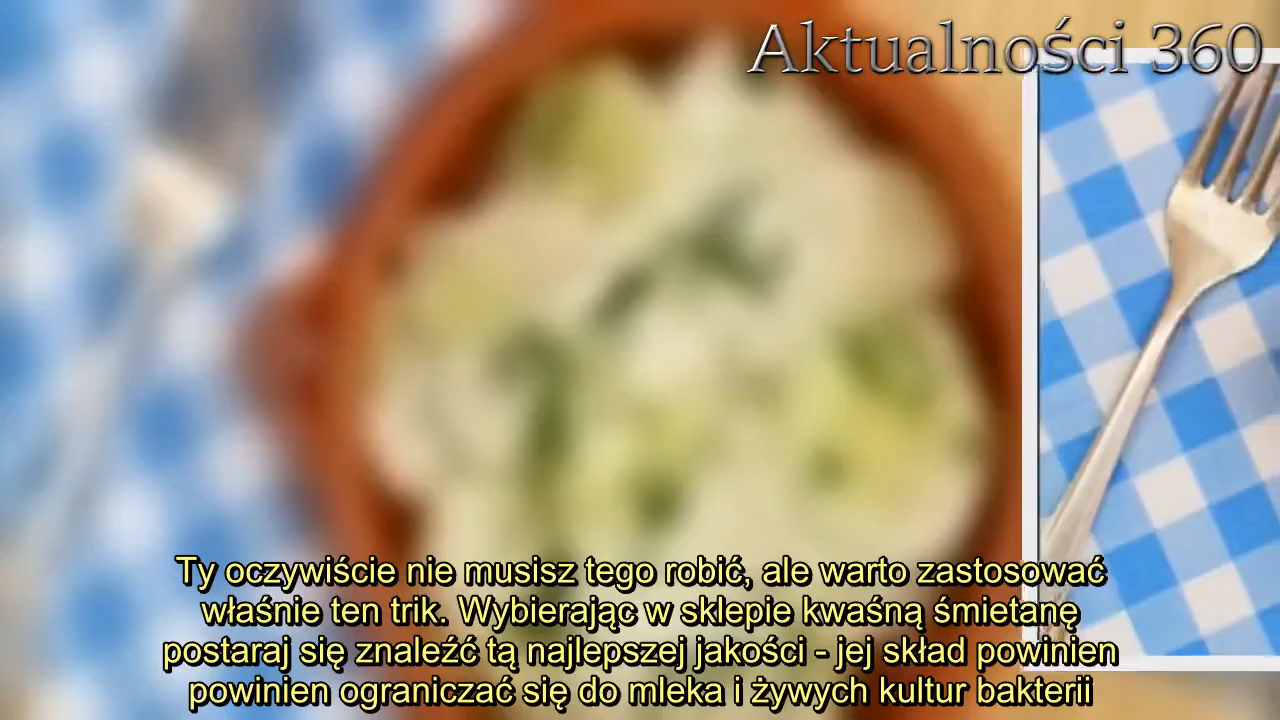 Aktualności 360
Ty oczywiście nie musisz tego robić, ale warto zastosować
właśnie ten trik. Wybierając w sklepie kwaśną śmietanę
postaraj się znaleźć tą najlepszej jakości - jej skład powinien
powinien ograniczać się do mleka i żywych kultur bakterii